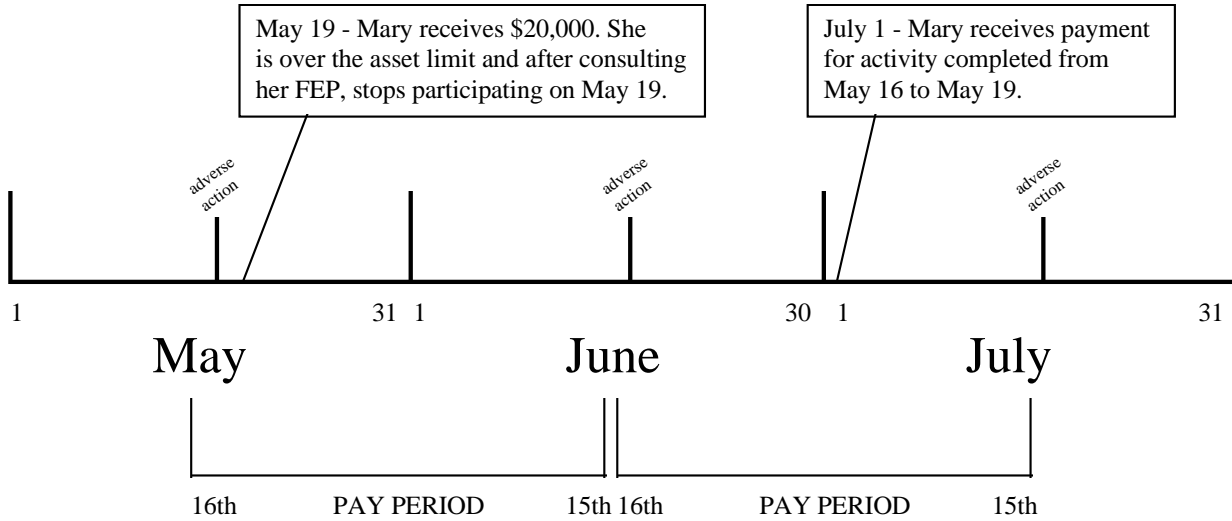 May 19 - Mary receives $20,000. She
is over the asset limit and after consulting
her FEP, stops participating on May 19.
July 1 - Mary receives payment
for activity completed from
May 16 to May 19.
adverse
action
adverse
action
adverse
action
1
31
1
30
1
31
May
June
July
16th
PAY PERIOD
15th
16th
PAY PERIOD
15th